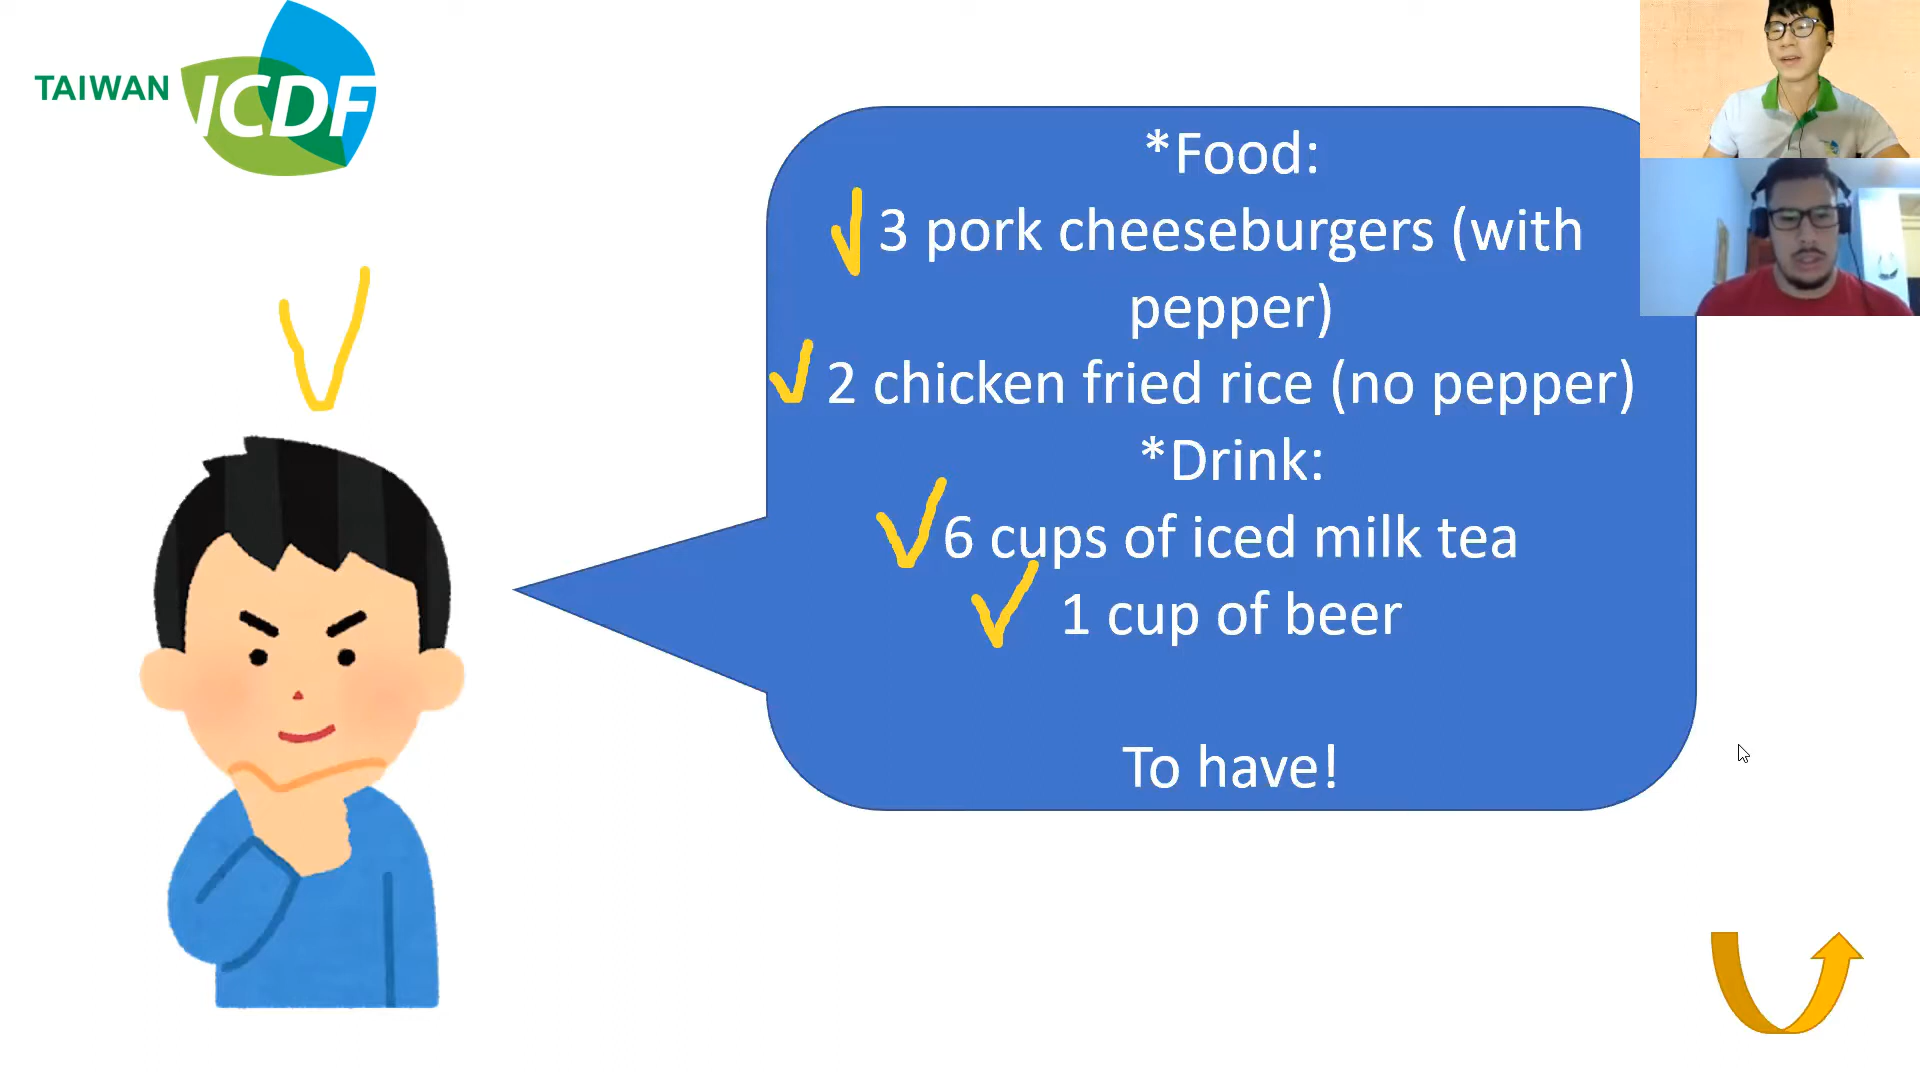 TAIWAN ICDF
*Food:
3 pork cheeseburgers (with
pepper)
2 chicken fried rice (no pepper)
*Drink:
6 cups of iced milk tea
1 cup of beer
To have!